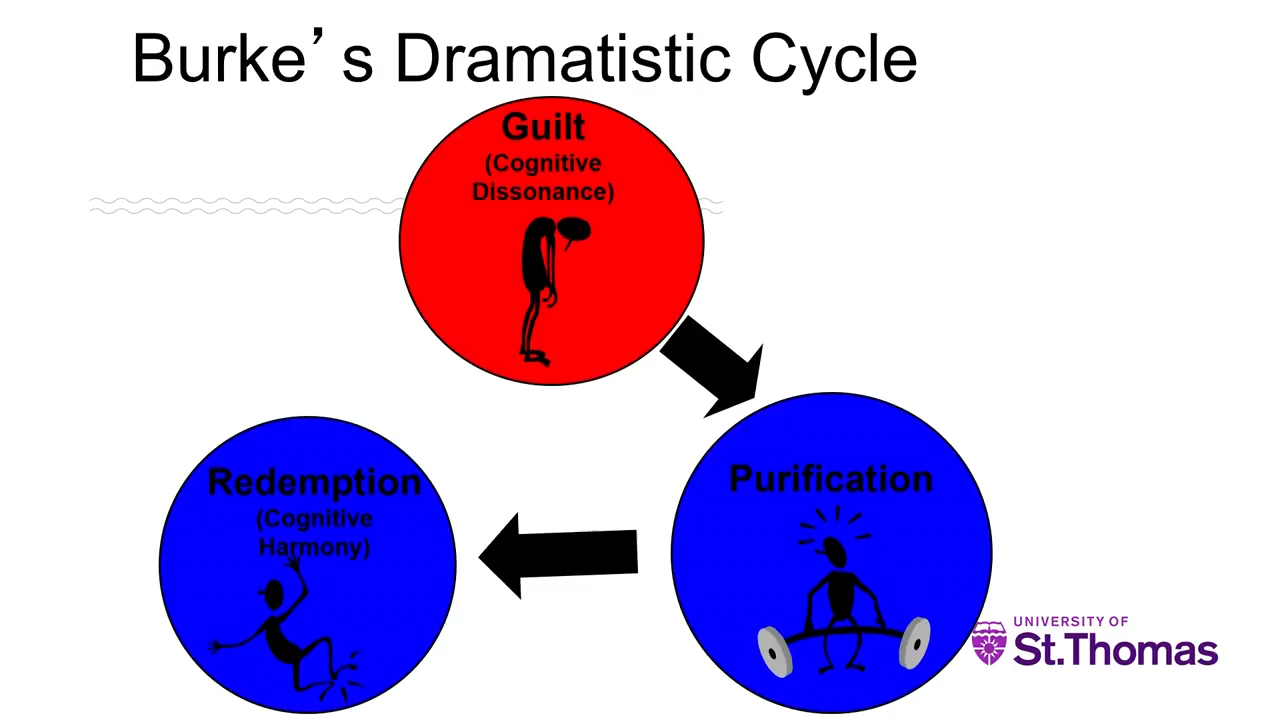 Burke’s Dramatistic Cycle
Guilt
(Cognitive
Dissonance)
Redemption
(Cognitive
Harmony)
Purification
UNIVERSITY OF
St.Thomas